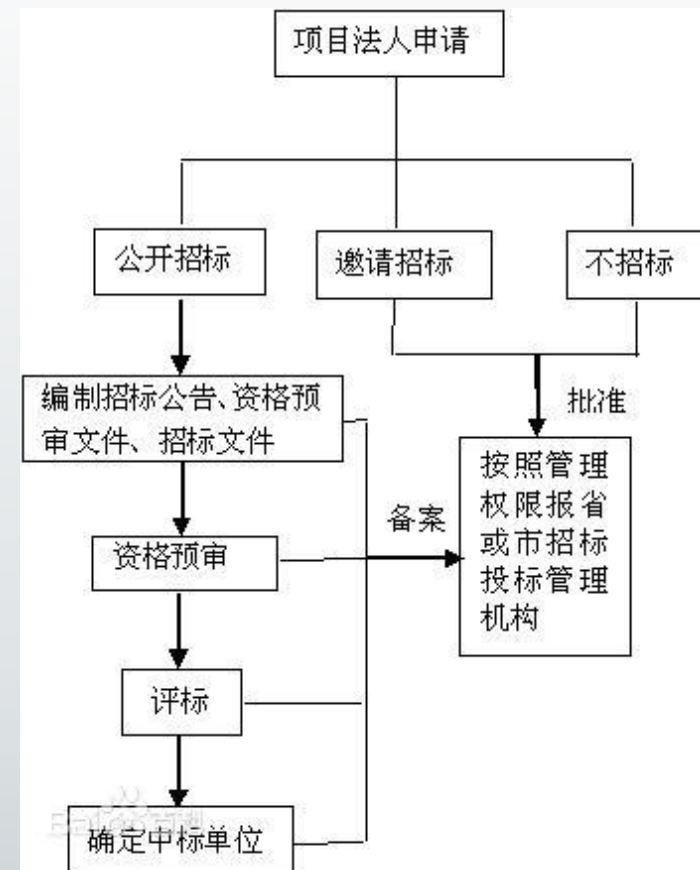 项目法人申请
公开招标
邀请招标
不招标
编制招标公告、资格预
审文件、招标文件
批准
按照管理
权限报省
或市招标
投标管理
机构
备案
资格预审
评标
Bai 百科
确定中标单位